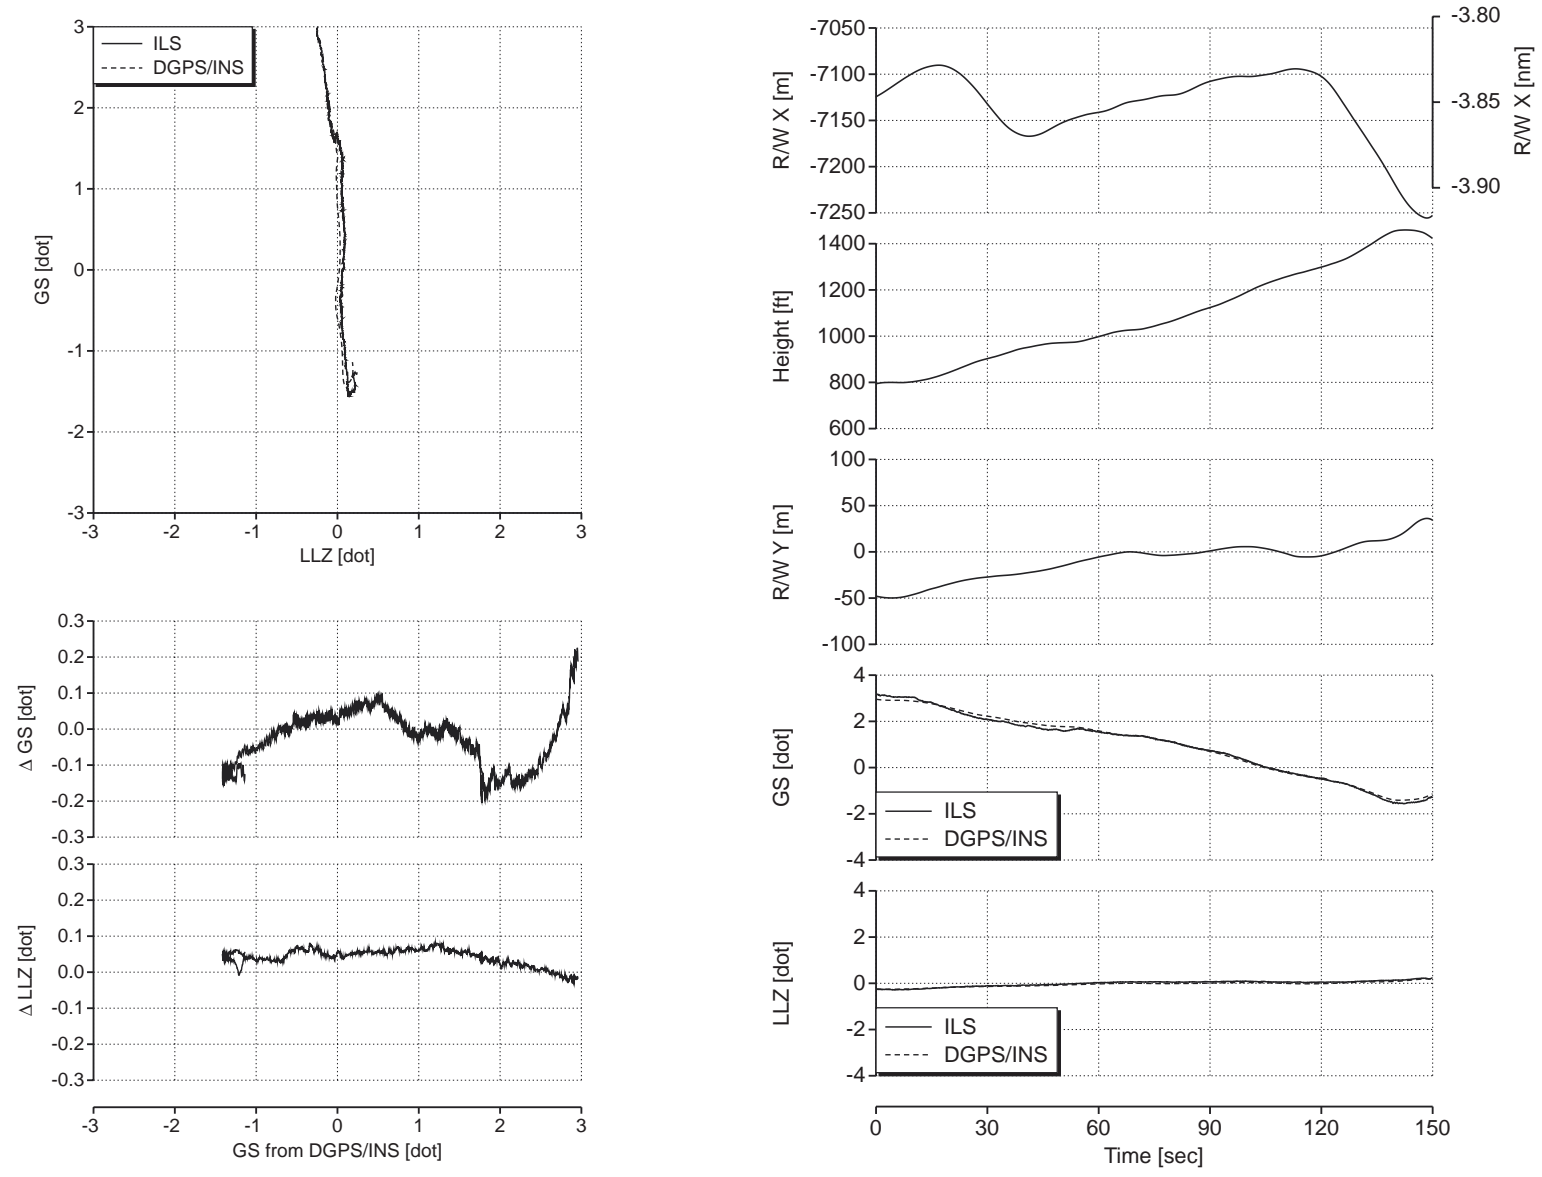 3
2
1
0
-1
-2
-3
GS [dot]
ILS
DGPS/INS
-3 -2 -1 0 1 2 3
LLZ [dot]
0.3
0.2
0.1
0.0
-0.1
-0.2
-0.3
Δ GS [dot]
0.3
0.2
0.1
0.0
-0.1
-0.2
-0.3
Δ LLZ [dot]
-3 -2 -1 0 1 2 3
GS from DGPS/INS [dot]
-7050
-7100
-7150
-7200
-7250
R/W X [m]
-3.80
-3.85
-3.90
R/W X [nm]
1400
1200
1000
800
600
Height [ft]
100
50
0
-50
-100
R/W Y [m]
4
2
0
-2
-4
GS [dot]
ILS
DGPS/INS
4
2
0
-2
-4
LLZ [dot]
ILS
DGPS/INS
0 30 60 90 120 150
Time [sec]